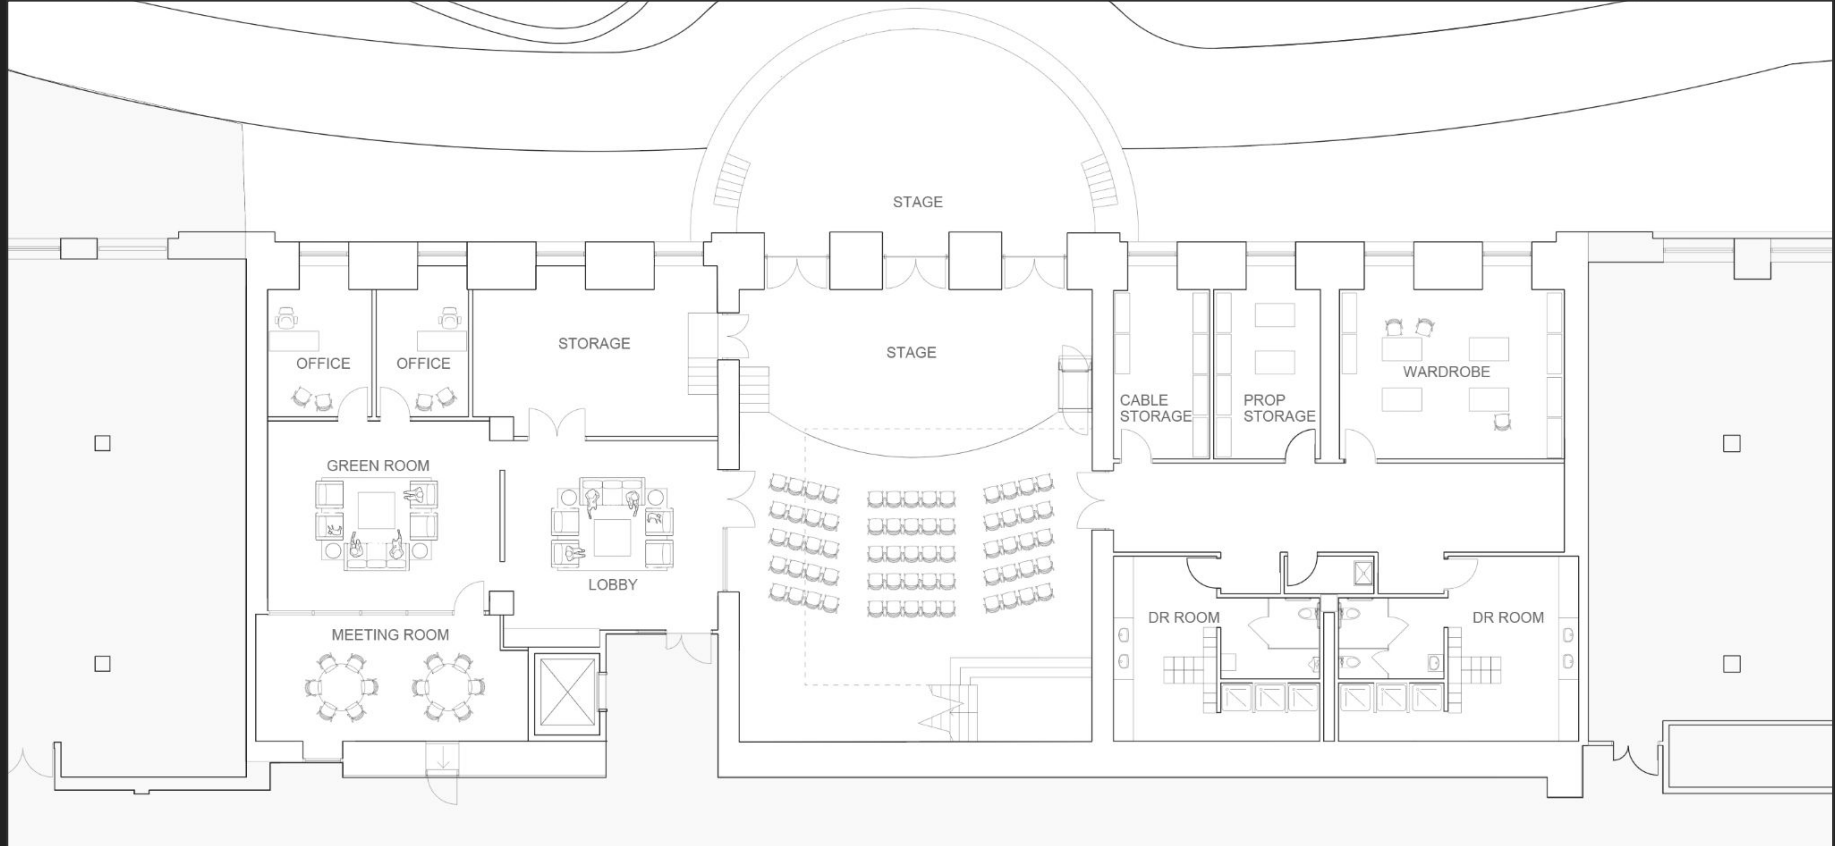 STAGE
STORAGE
STAGE
OFFICE
OFFICE
WARDROBE
CABLE
STORAGE
PROP
STORAGE
GREEN ROOM
LOBBY
DR ROOM
DR ROOM
MEETING ROOM